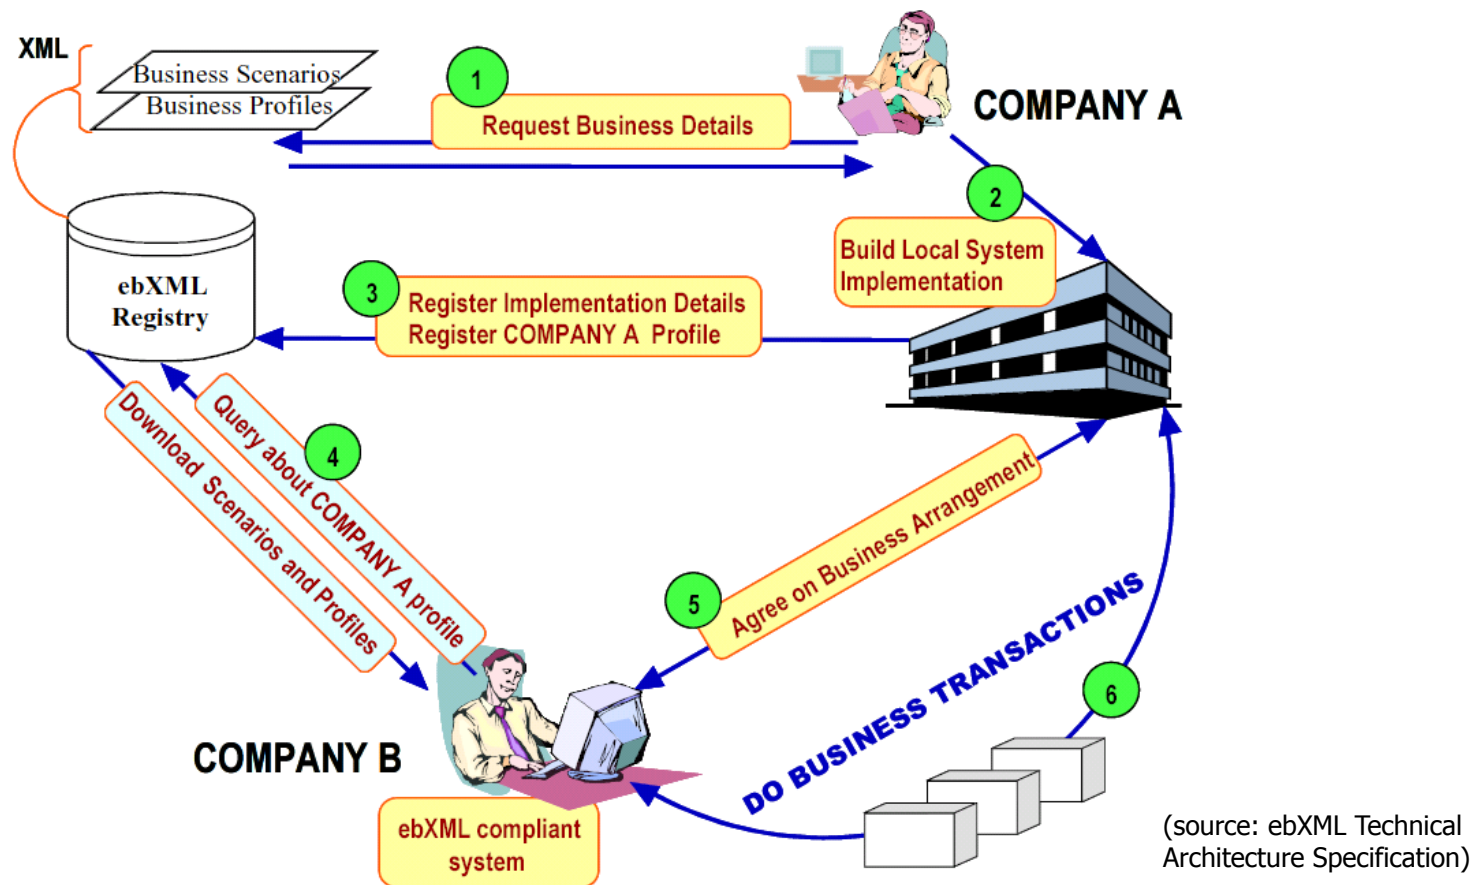 XML
Business Scenarios
Business Profiles
1
Request Business Details
COMPANY A
2
Build Local System
Implementation
ebXML
Registry
3
Register Implementation Details
Register COMPANY A Profile
4
Query about COMPANY A profile
Download Scenarios and Profiles
5
Agree on Business Arrangement
DO BUSINESS TRANSACTIONS
6
COMPANY B
ebXML compliant
system
(source: ebXML Technical
Architecture Specification)